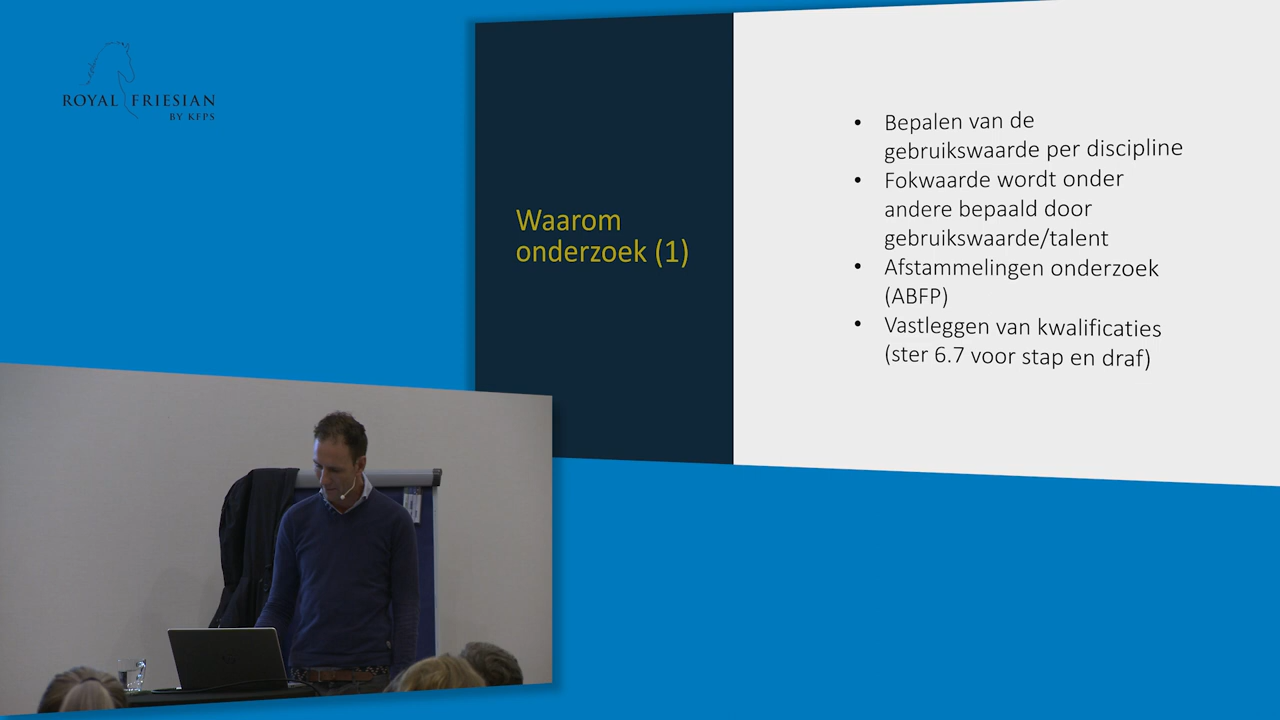 ROYAL FRIESIAN
BY KFPS
Waarom
onderzoek (1)
• Bepalen van de
gebruikswaarde per discipline
• Fokwaarde wordt onder
andere bepaald door
gebruikswaarde/talent
• Afstammelingen onderzoek
(ABFP)
• Vastleggen van kwalificaties
(ster 6.7 voor stap en draf)